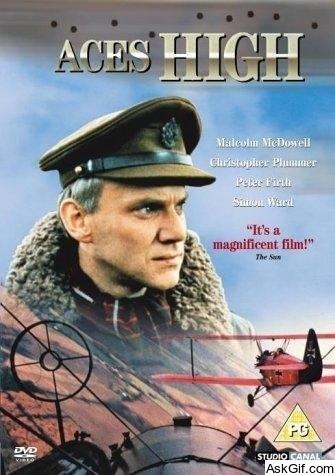 ACES HIGH
Malcolm McDowell
Christopher Plummer
Peter Firth
Simon Ward
"It's a
magnificent film!"
The Sun
PG
DVD
VIDEO
STUDIO CANAL
AskGif.com